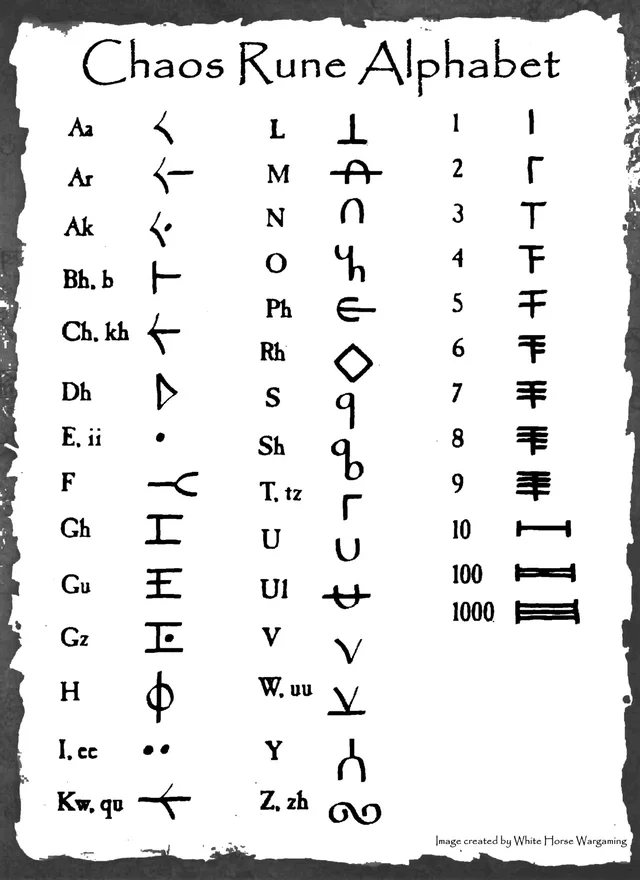 Chaos Rune Alphabet
Aa
Ar
Ak
Bh, b
Ch, kh
Dh
E, ii
F
Gh
Gu
Gz
H
I, ee
Kw, qu
L
M
N
O
Ph
Rh
S
Sh
T, tz
U
Ul
V
W, uu
Y
Z, zh
1
2
3
4
5
6
7
8
9
10
100
1000
Image created by White Horse Wargaming